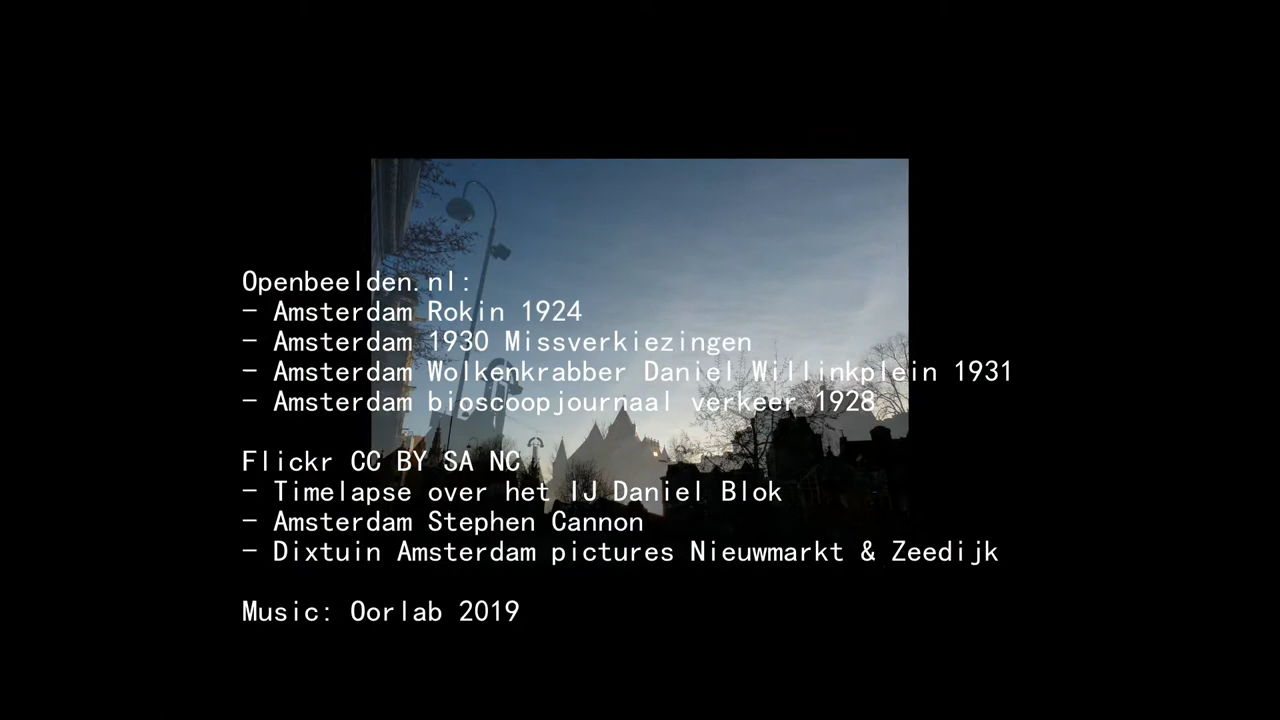 Openbeelden.nl:
- Amsterdam Rokin 1924
- Amsterdam 1930 Missverkiezingen
- Amsterdam Wolkenkrabber Daniel Willinkplein 1931
- Amsterdam bioscoopjournaal verkeer 1928
Flickr CC BY SA NC
- Timelapse over het IJ Daniel Blok
- Amsterdam Stephen Cannon
- Dixtuin Amsterdam pictures Nieuwmarkt & Zeedijk
Music: Oorlab 2019